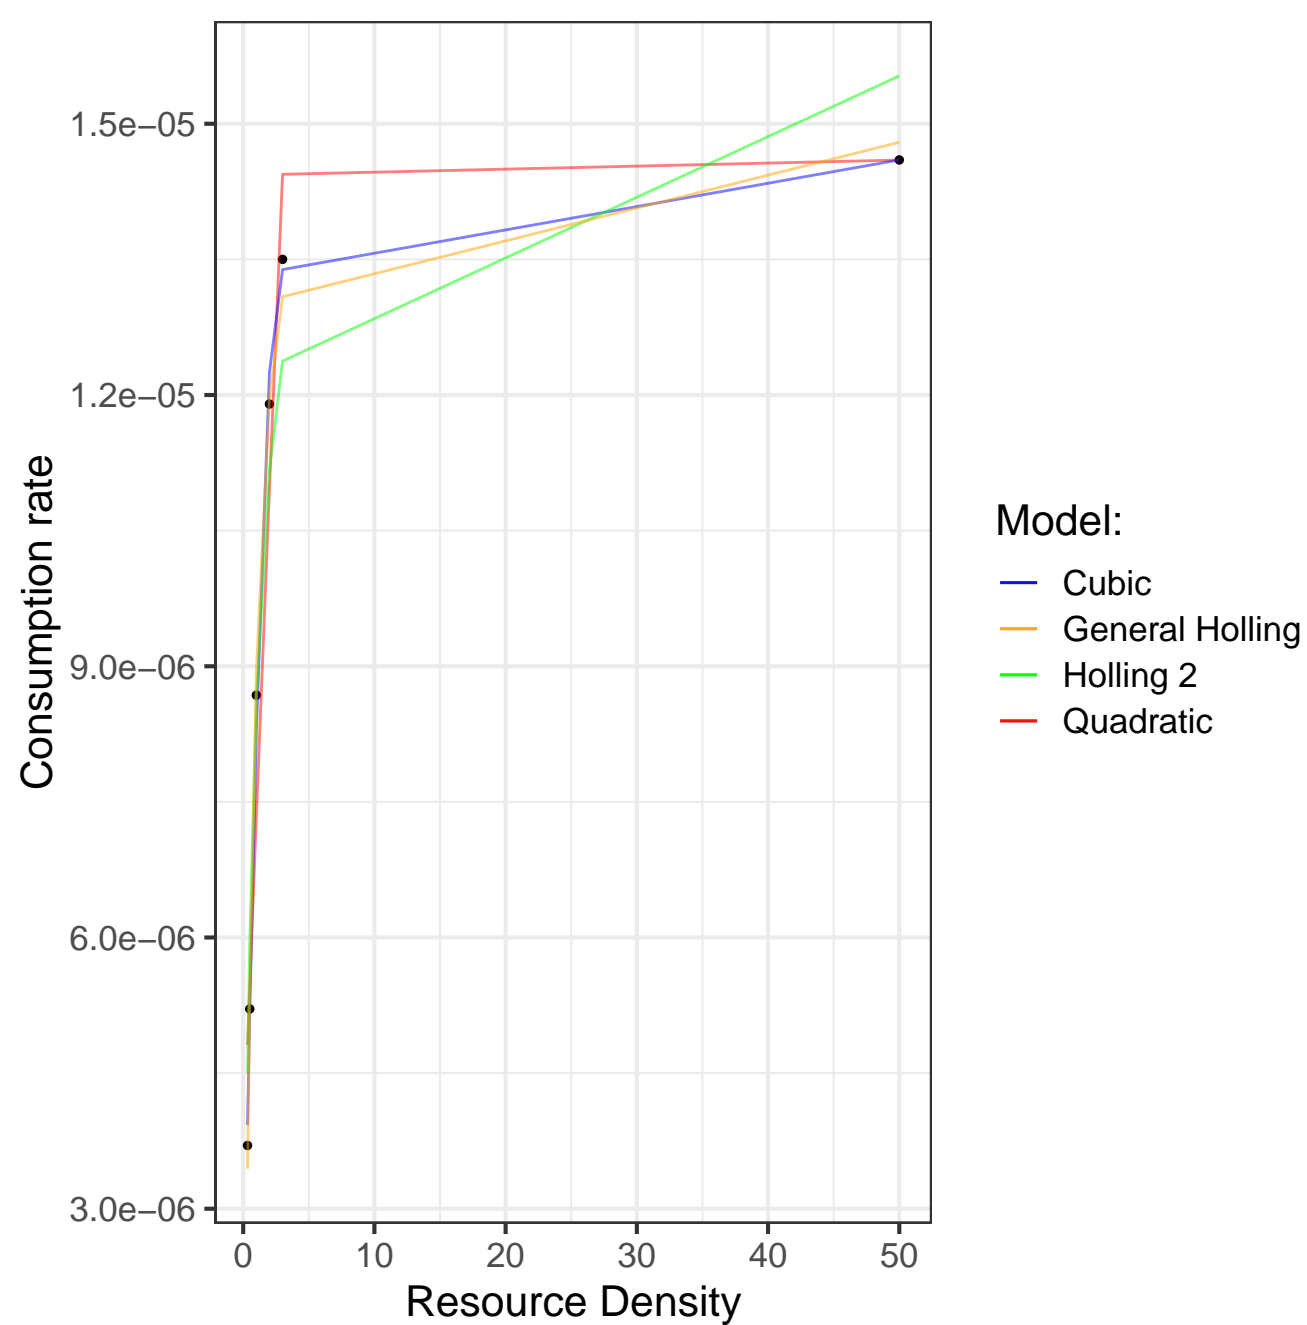 1.5e−05
1.2e−05
9.0e−06
6.0e−06
3.0e−06
Consumption rate
0 10 20 30 40 50
Resource Density
Model:
Cubic
General Holling
Holling 2
Quadratic